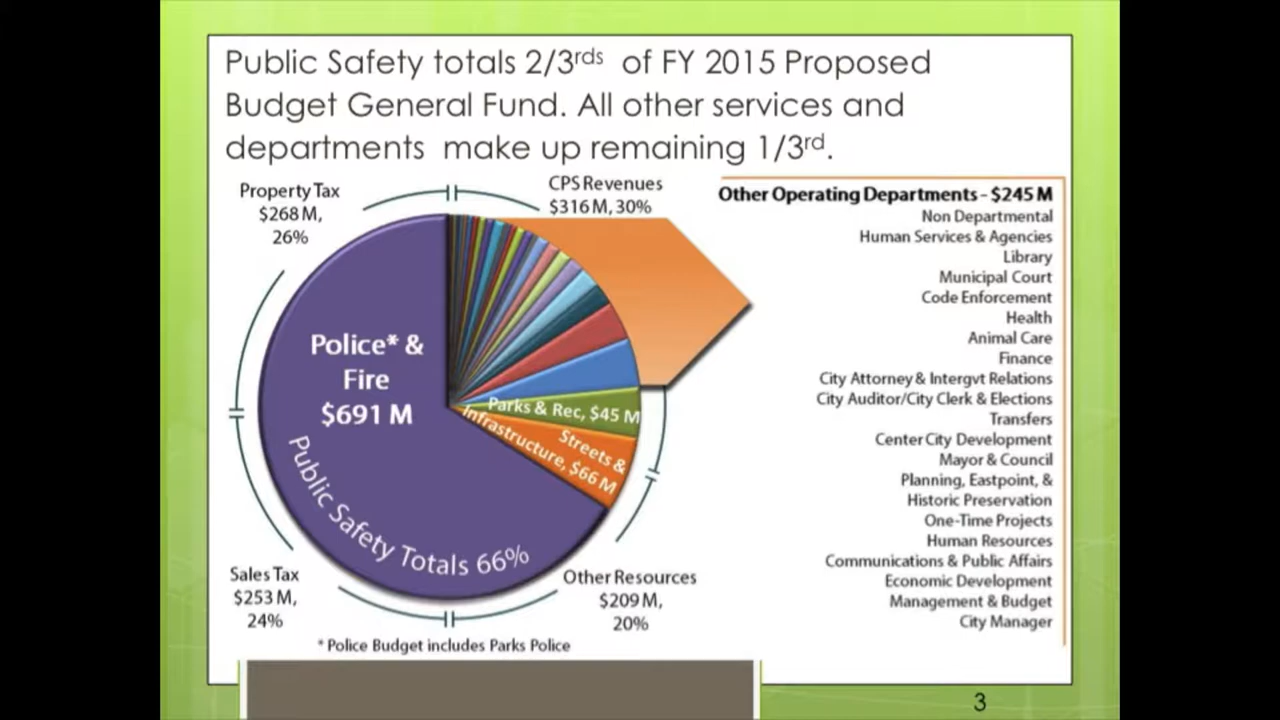 Public Safety totals 2/3rds of FY 2015 Proposed
Budget General Fund. All other services and
departments make up remaining 1/3rd.
Property Tax
$268 M,
26%
CPS Revenues
$316 M, 30%
Police* &
Fire
$691 M
Public Safety Totals 66%
Parks & Rec, $45 M
Streets &
Infrastructure, $66 M
Sales Tax
$253 M,
24%
Other Resources
$209 M,
20%
* Police Budget includes Parks Police
Other Operating Departments - $245 M
Non Departmental
Human Services & Agencies
Library
Municipal Court
Code Enforcement
Health
Animal Care
Finance
City Attorney & Intergvt Relations
City Auditor/City Clerk & Elections
Transfers
Center City Development
Mayor & Council
Planning, Eastpoint, &
Historic Preservation
One-Time Projects
Human Resources
Communications & Public Affairs
Economic Development
Management & Budget
City Manager
3